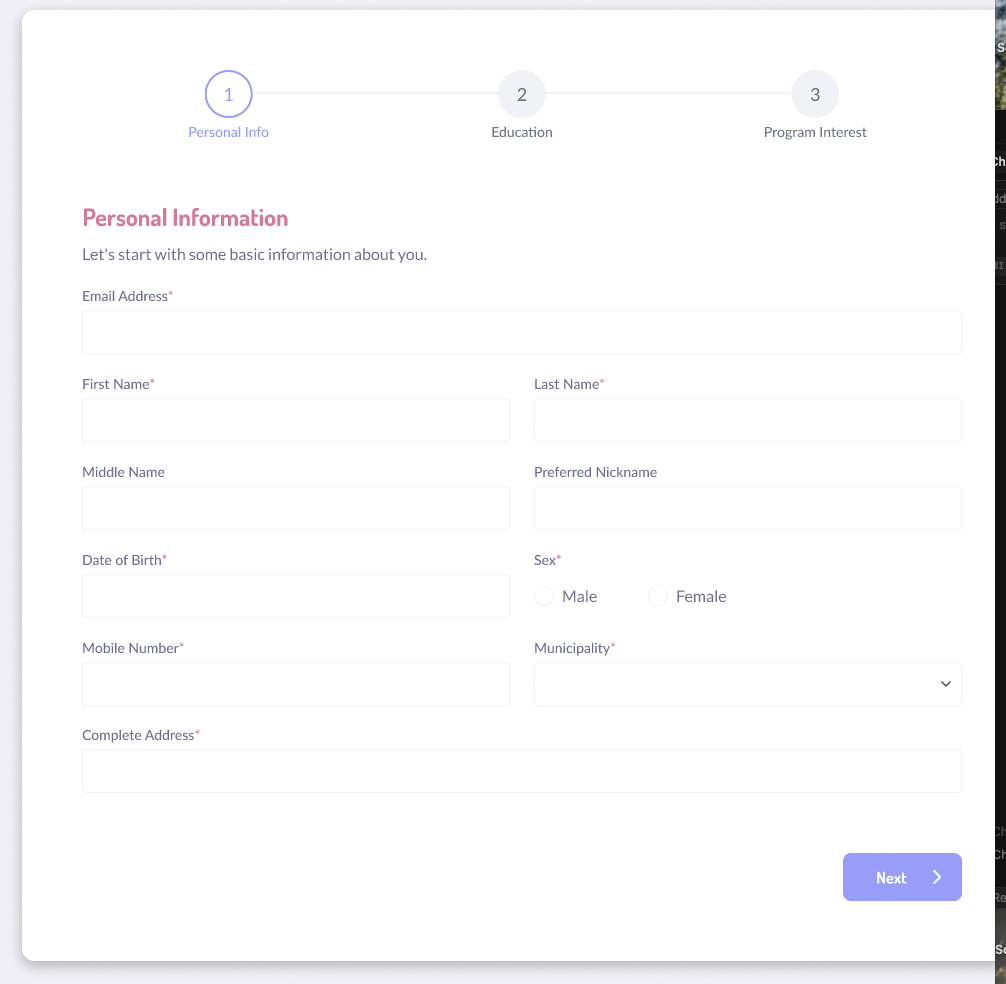 1
2
3
Personal Info
Education
Program Interest
Personal Information
Let's start with some basic information about you.
Email Address*
First Name*
Last Name*
Middle Name
Preferred Nickname
Date of Birth*
Sex*
Male
Female
Mobile Number*
Municipality*
Complete Address*
Next